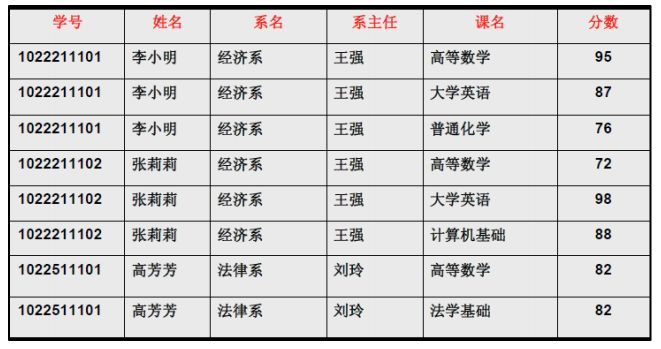 学号 姓名 系名 系主任 课名 分数
1022211101 李小明 经济系 王强 高等数学 95
1022211101 李小明 经济系 王强 大学英语 87
1022211101 李小明 经济系 王强 普通化学 76
1022211102 张莉莉 经济系 王强 高等数学 72
1022211102 张莉莉 经济系 王强 大学英语 98
1022211102 张莉莉 经济系 王强 计算机基础 88
1022511101 高芳芳 法律系 刘玲 高等数学 82
1022511101 高芳芳 法律系 刘玲 法学基础 82